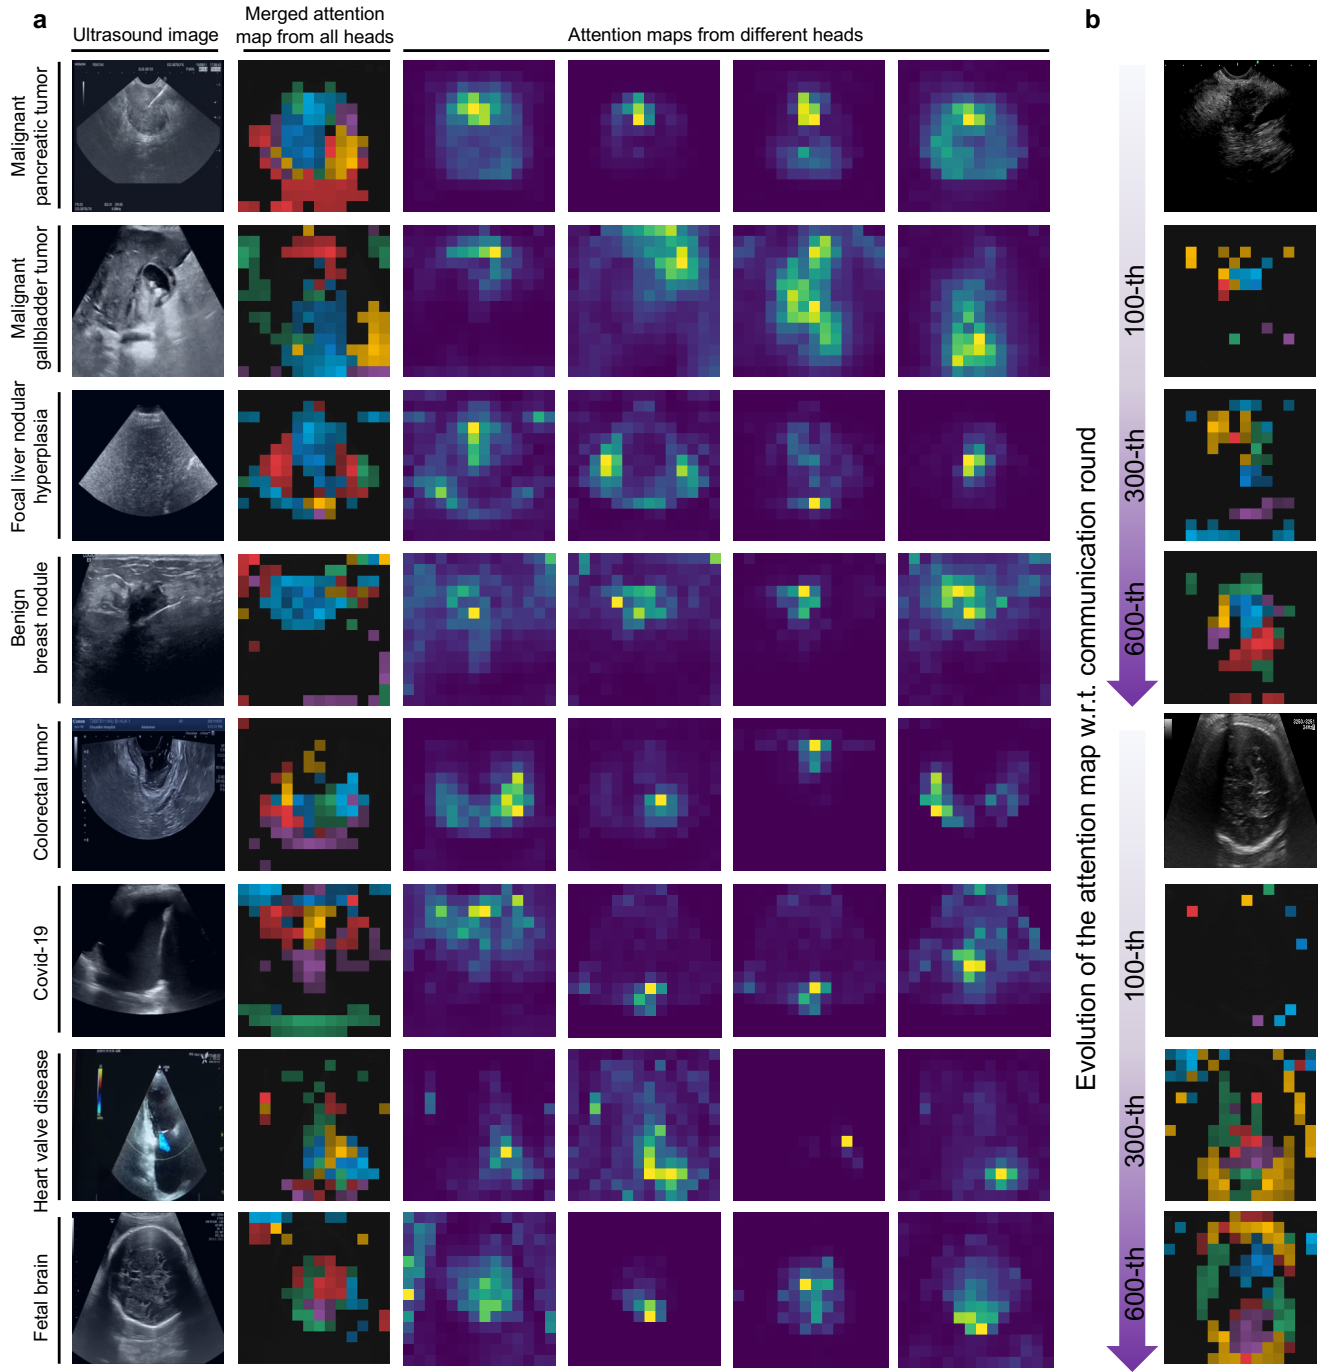 a
b
Ultrasound image
Merged attention
map from all heads
Attention maps from different heads
Malignant
pancreatic tumor
Malignant
gallbladder tumor
Focal liver nodular
hyperplasia
Benign
breast nodule
Colorectal tumor
Covid-19
Heart valve disease
Fetal brain
Evolution of the attention map w.r.t. communication round
100-th
300-th
600-th
100-th
300-th
600-th